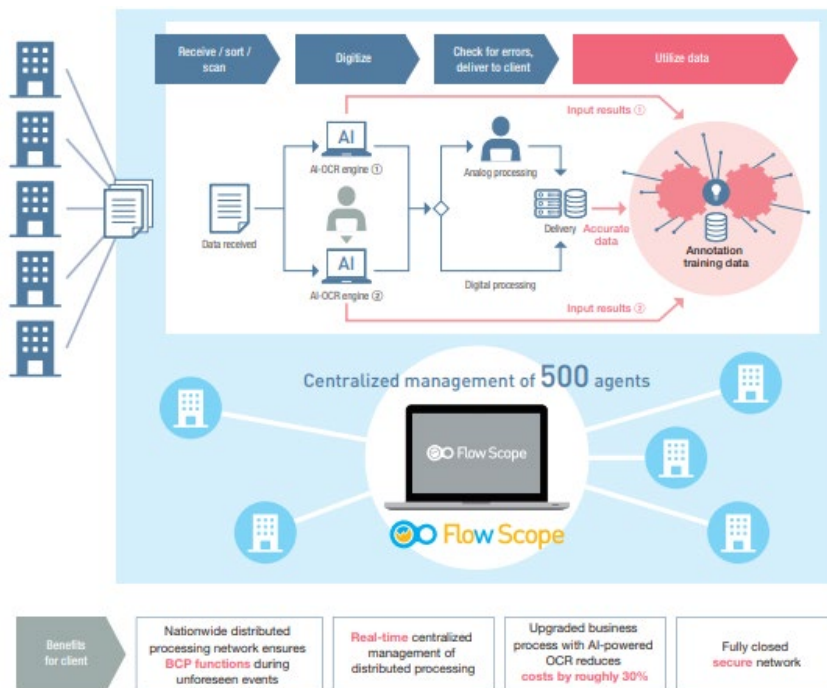 Receive / sort /
scan
Digitize
Check for errors,
deliver to client
Utilize data
Input results ①
AI
AI-OCR engine ①
Analog processing
Data received
Delivery
Accurate
data
Annotation
training data
AI
AI-OCR engine ②
Digital processing
Input results ②
Centralized management of 500 agents
Flow Scope
Flow Scope
Benefits
for client
Nationwide distributed
processing network ensures
BCP functions during
unforeseen events
Real-time centralized
management of
distributed processing
Upgraded business
process with AI-powered
OCR reduces
costs by roughly 30%
Fully closed
secure network